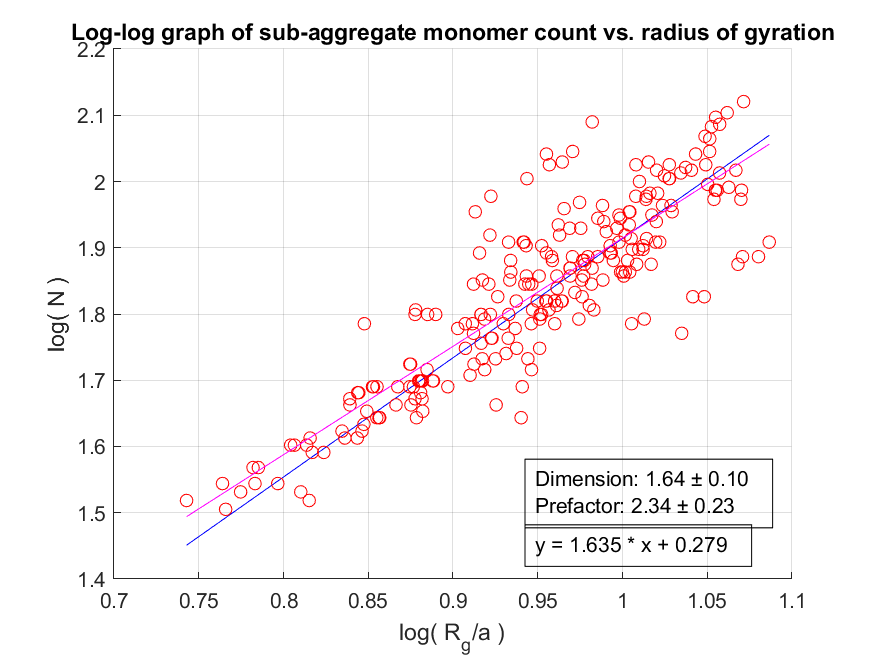 Log-log graph of sub-aggregate monomer count vs. radius of gyration
2.2
2.1
2
1.9
1.8
1.7
1.6
1.5
1.4
log( N )
Dimension: 1.64 ± 0.10
Prefactor: 2.34 ± 0.23
y = 1.635 * x + 0.279
0.7 0.75 0.8 0.85 0.9 0.95 1 1.05 1.1
log( Rg/a )